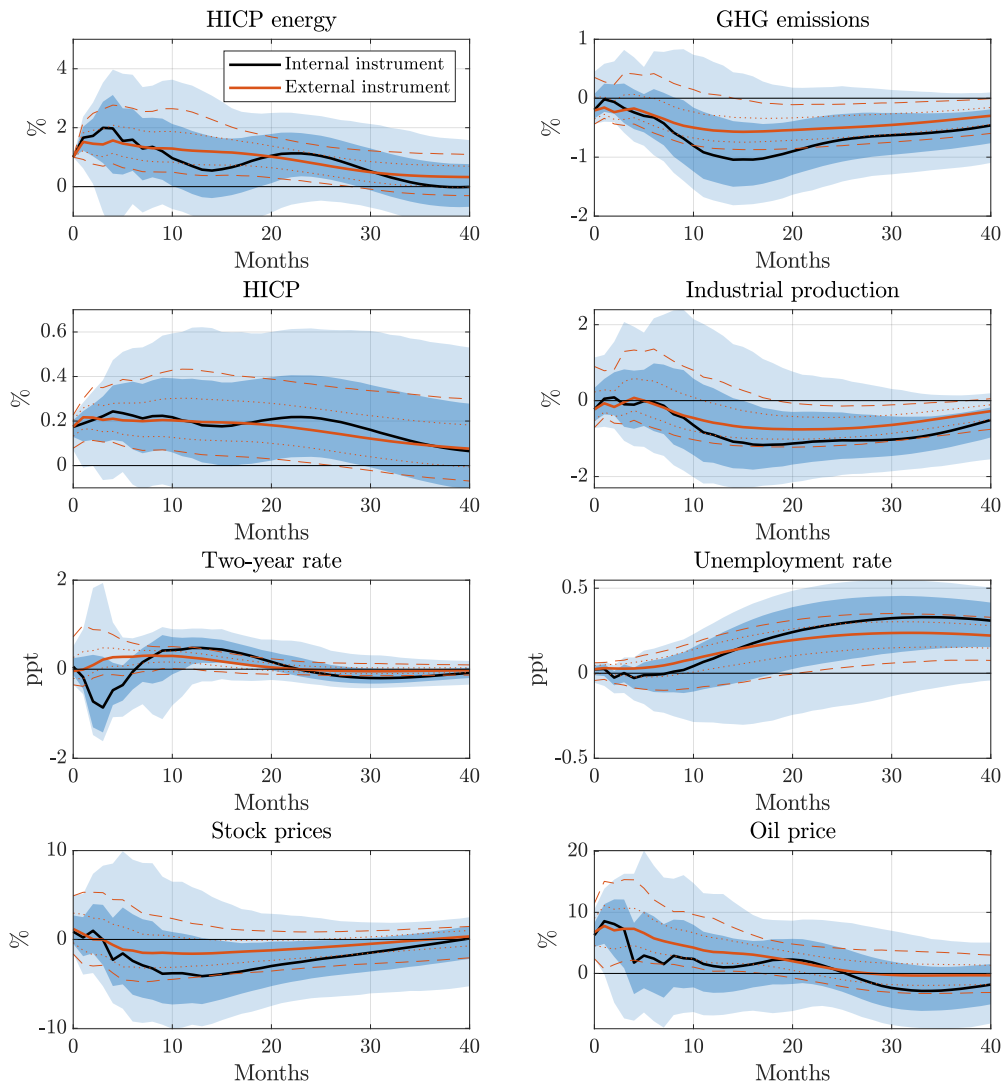 HICP energy
4
2
0
%
Internal instrument
External instrument
0 10 20 30 40
Months
GHG emissions
1
0
-1
-2
%
0 10 20 30 40
Months
HICP
0.6
0.4
0.2
0
%
0 10 20 30 40
Months
Industrial production
2
0
-2
%
0 10 20 30 40
Months
Two-year rate
2
0
-2
ppt
0 10 20 30 40
Months
Unemployment rate
0.5
0
-0.5
ppt
0 20 40
Months
Stock prices
10
0
-10
%
0 10 20 30 40
Months
Oil price
20
10
0
%
0 10 20 30 40
Months